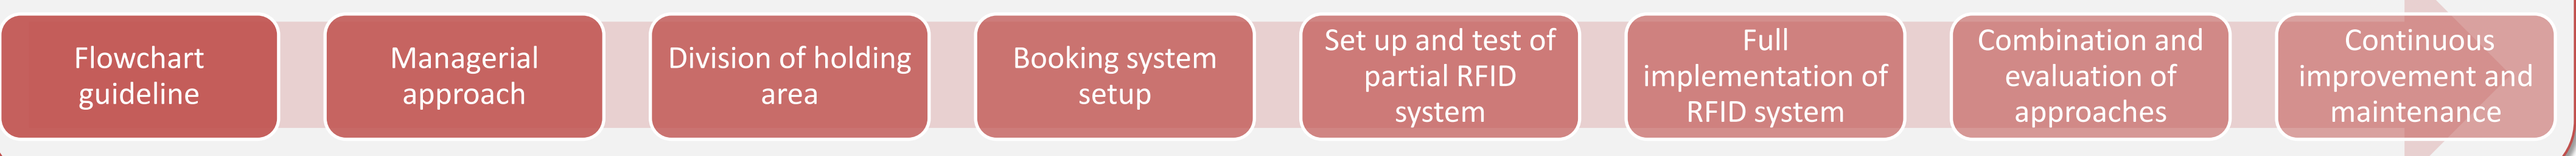 Flowchart
guideline
Managerial
approach
Division of holding
area
Booking system
setup
Set up and test of
partial RFID
system
Full
implementation of
RFID system
Combination and
evaluation of
approaches
Continuous
improvement and
maintenance